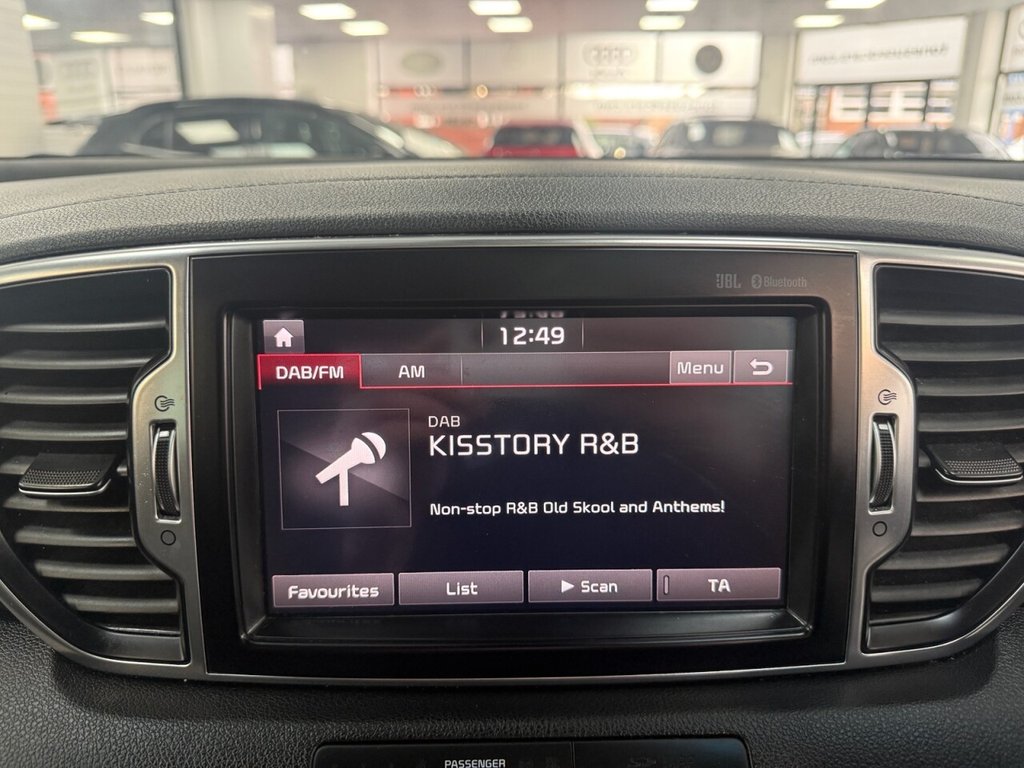 JBL Bluetooth
12:49
DAB/FM AM Menu
DAB
KISSTORY R&B
Non-stop R&B Old Skool and Anthems!
Favourites List Scan TA
PASSENGER